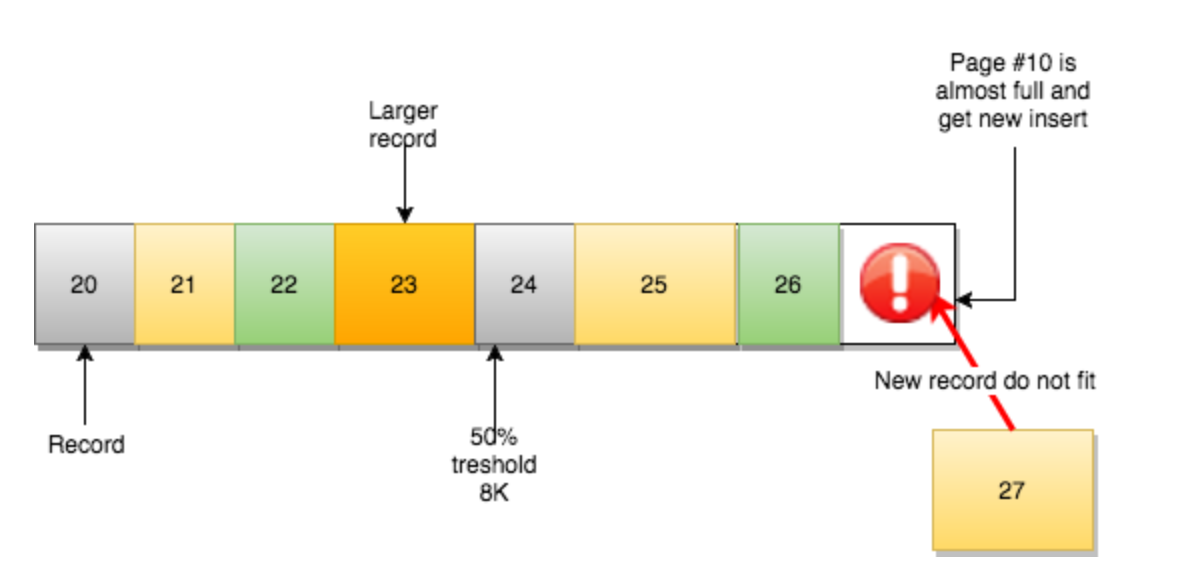 Page #10 is
almost full and
get new insert
Larger
record
20 21 22 23 24 25 26
New record do not fit
Record
50%
treshold
8K
27